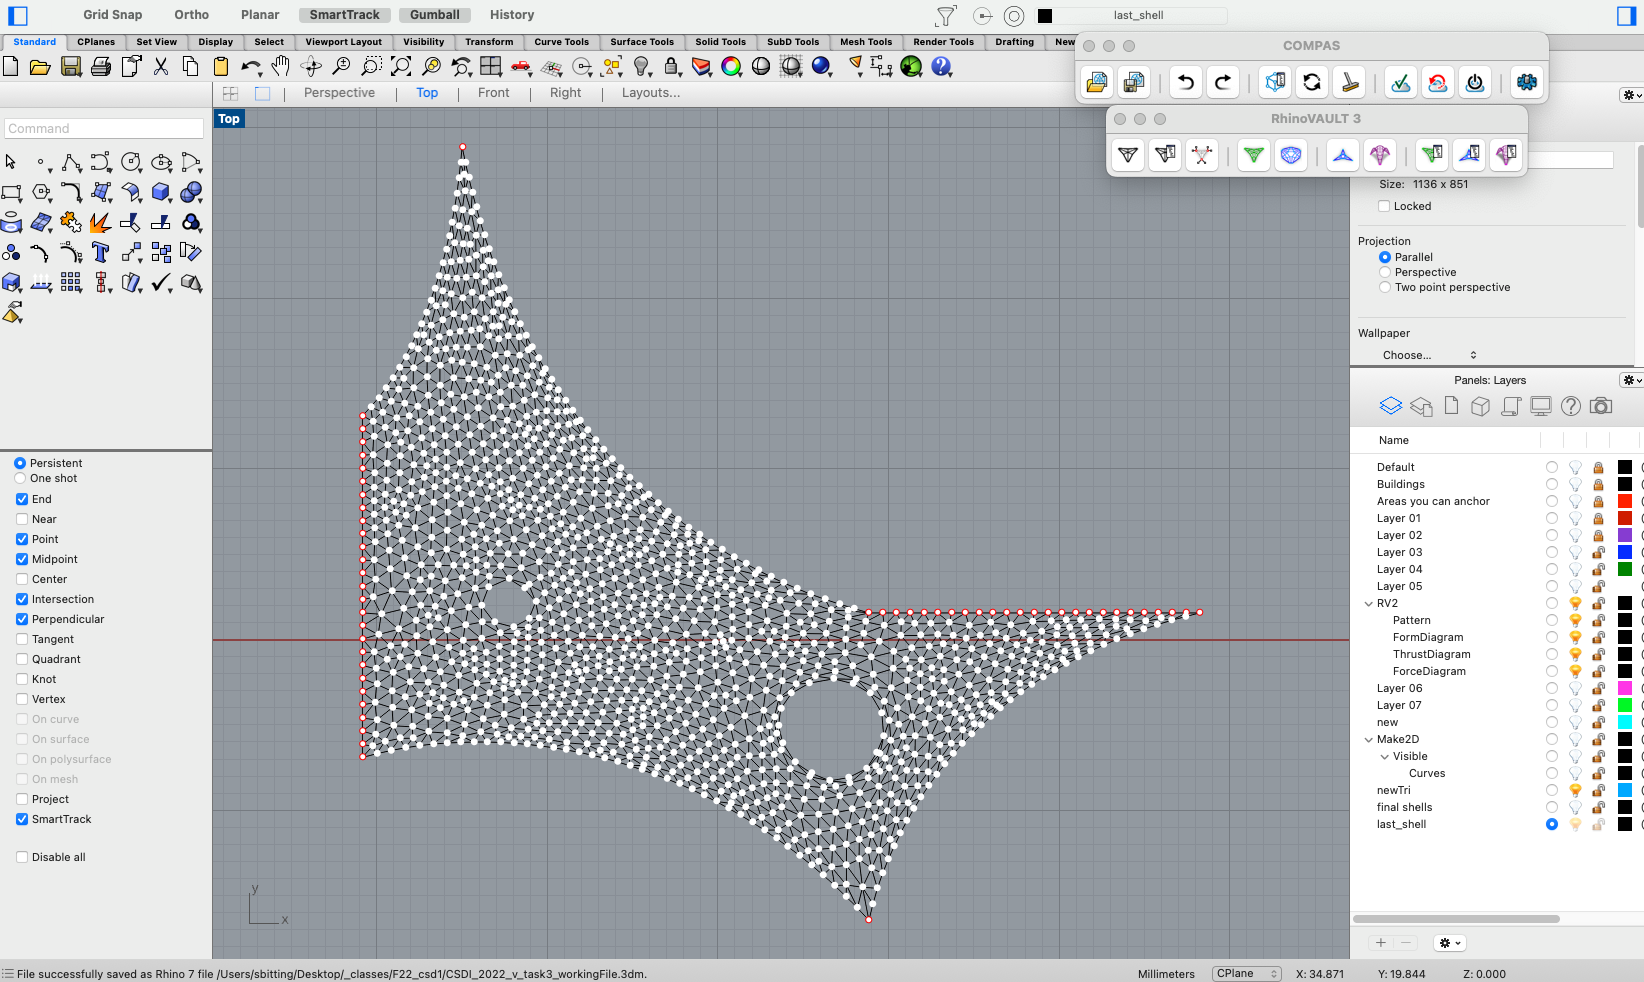 Grid Snap Ortho Planar SmartTrack Gumball History last_shell
Standard CPlanes Set View Display Select Viewport Layout Visibility Transform Curve Tools Surface Tools Solid Tools SubD Tools Mesh Tools Render Tools Drafting New
COMPAS
Perspective Top Front Right Layouts...
RhinoVAULT 3
Top
Command
Size: 1136 x 851
Locked
Projection
Parallel
Perspective
Two point perspective
Wallpaper
Choose...
Panels: Layers
Name
Default
Buildings
Areas you can anchor
Layer 01
Layer 02
Layer 03
Layer 04
Layer 05
RV2
Pattern
FormDiagram
ThrustDiagram
ForceDiagram
Layer 06
Layer 07
new
Make2D
Visible
Curves
newTri
final shells
last_shell
Persistent
One shot
End
Near
Point
Midpoint
Center
Intersection
Perpendicular
Tangent
Quadrant
Knot
Vertex
On curve
On surface
On polysurface
On mesh
Project
SmartTrack
Disable all
y
x
File successfully saved as Rhino 7 file /Users/sbitting/Desktop/_classes/F22_csd1/CSDI_2022_v_task3_workingFile.3dm. Millimeters CPlane X: 34.871 Y: 19.844 Z: 0.000